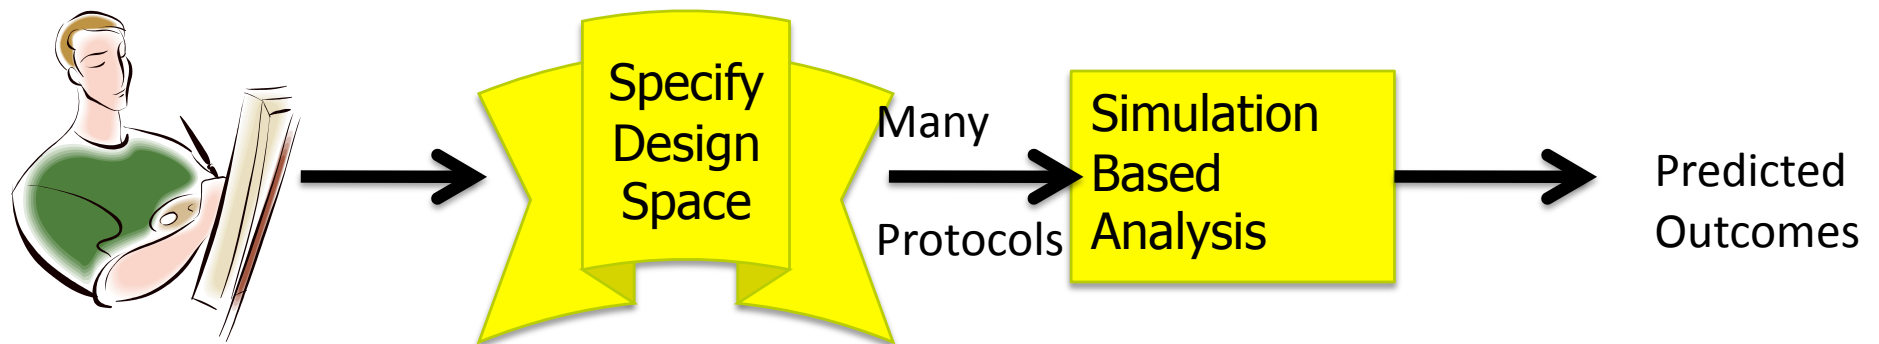 Specify
Design
Space
Many
Protocols
Simulation
Based
Analysis
Predicted
Outcomes